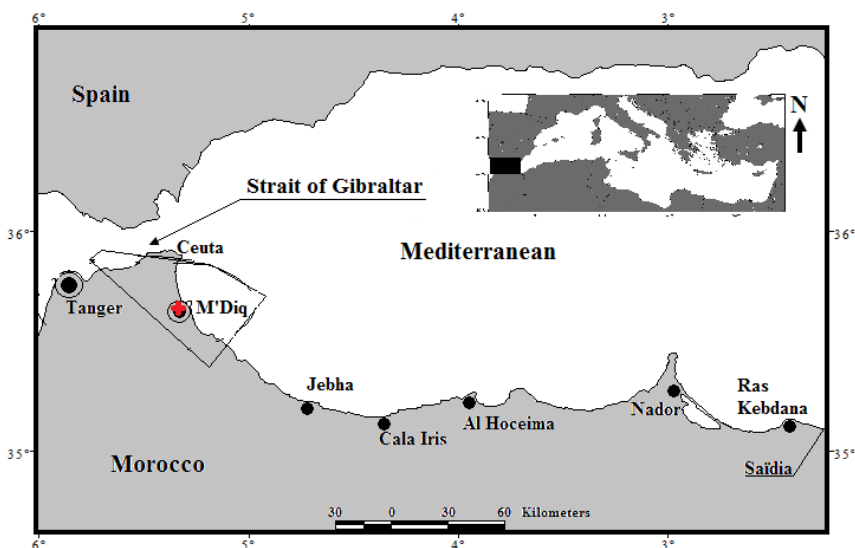 6°
5°
4°
3°
Spain
N
Strait of Gibraltar
36°
36°
Ceuta
Mediterranean
Tanger
M'Diq
Jebha
Ras
Kebdana
Nador
Al Hoceima
Cala Iris
35°
35°
Morocco
Saïdia
30 0 30 60 Kilometers
6°
5°
4°
3°